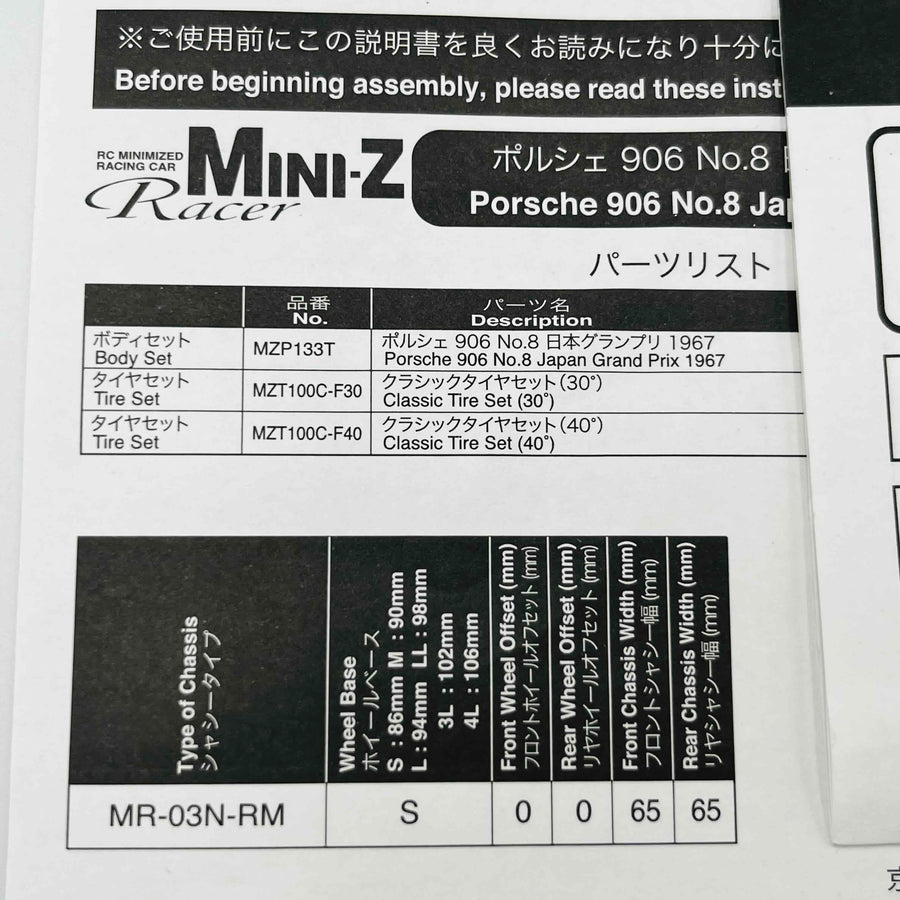 ※ご使用前にこの説明書を良くお読みになり十分に
Before beginning assembly, please read these inst
RC MINIMIZED
RACING CAR
MINI-Z
Racer
ポルシェ 906 No.8
Porsche 906 No.8 Ja
パーツリスト
品番 パーツ名
No. Description
ボディセット MZP133T ポルシェ 906 No.8 日本グランプリ 1967
Body Set Porsche 906 No.8 Japan Grand Prix 1967
タイヤセット MZT100C-F30 クラシックタイヤセット(30°)
Tire Set Classic Tire Set (30°)
タイヤセット MZT100C-F40 クラシックタイヤセット(40°)
Tire Set Classic Tire Set (40°)
Type of Chassis
シャシータイプ
Wheel Base
ホイールベース
S : 86mm M : 90mm
L : 94mm LL : 98mm
3L : 102mm
4L : 106mm
Front Wheel Offset (mm)
フロントホイールオフセット(mm)
Rear Wheel Offset (mm)
リヤホイールオフセット(mm)
Front Chassis Width (mm)
フロントシャシー幅(mm)
Rear Chassis Width (mm)
リヤシャシー幅(mm)
MR-03N-RM S 0 0 65 65